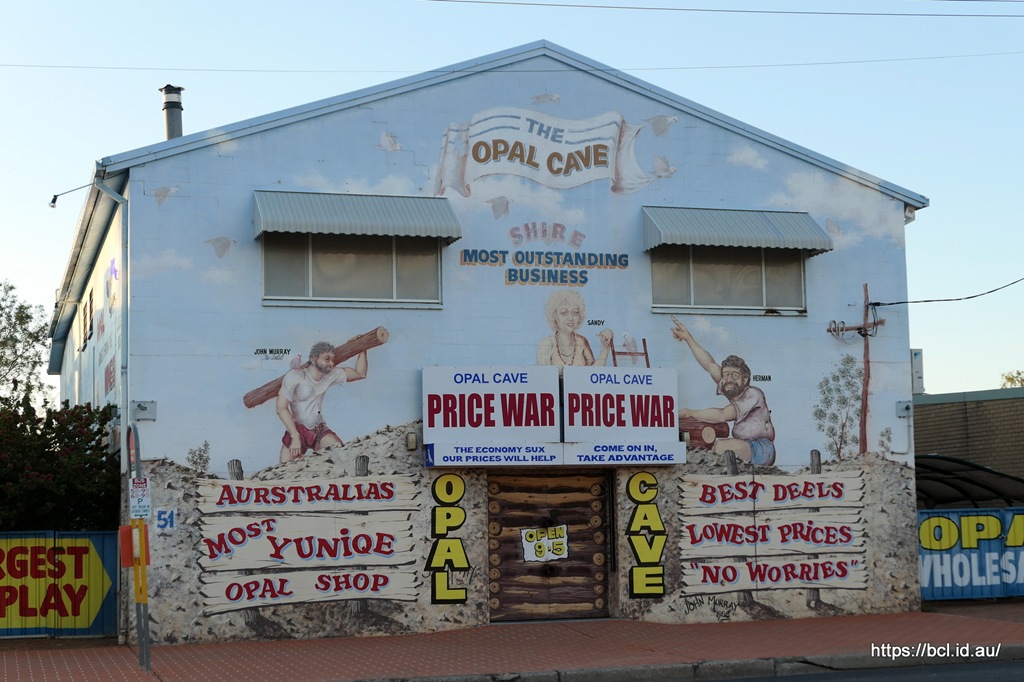 THE
OPAL CAVE
SHIRE
MOST OUTSTANDING
BUSINESS
JOHN MURRAY
SANDY
HERMAN
OPAL CAVE
PRICE WAR
THE ECONOMY SUX
OUR PRICES WILL HELP
OPAL CAVE
PRICE WAR
COME ON IN,
TAKE ADVANTAGE
AURSTRALIAS
MOST YUNIQE
OPAL SHOP
OPAL
OPEN
9-5
CAVE
BEST DEELS
LOWEST PRICES
"NO WORRIES"
JOHN MURRAY
51
RGEST
PLAY
OPA
WHOLESA
https://bcl.id.au/